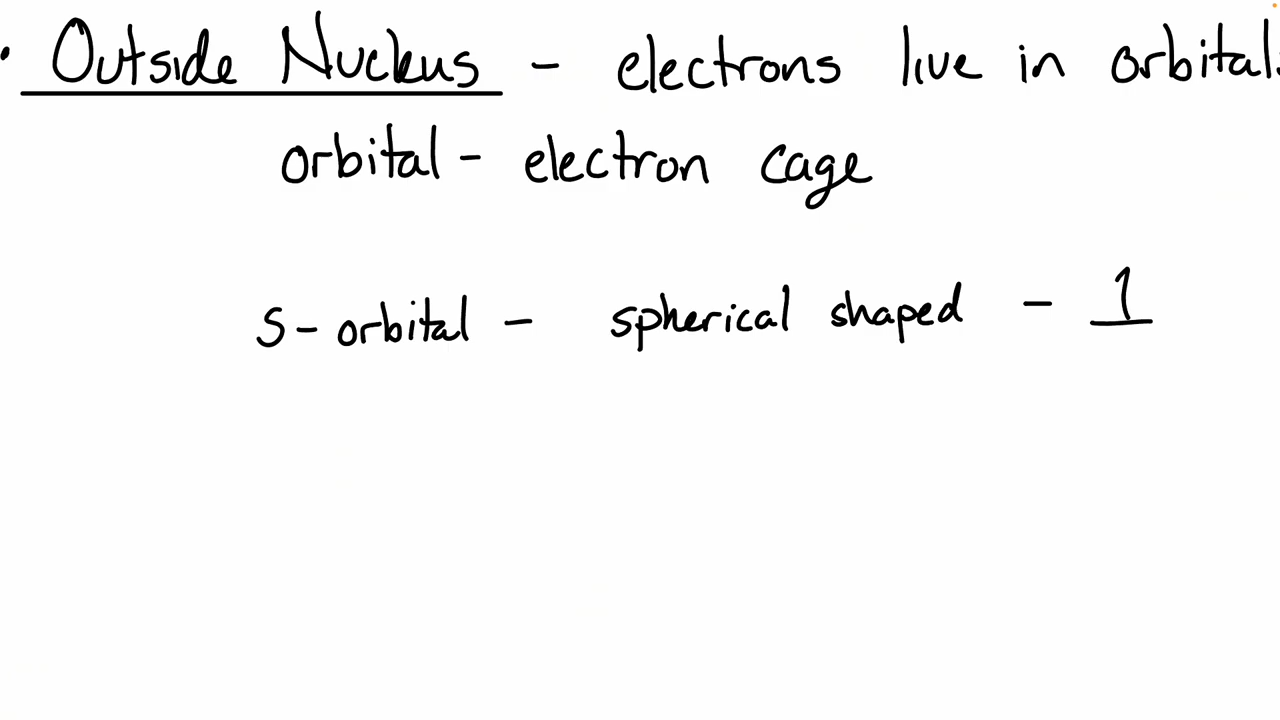 • Outside Nucleus - electrons live in orbitals
orbital - electron cage
s-orbital - spherical shaped - 1